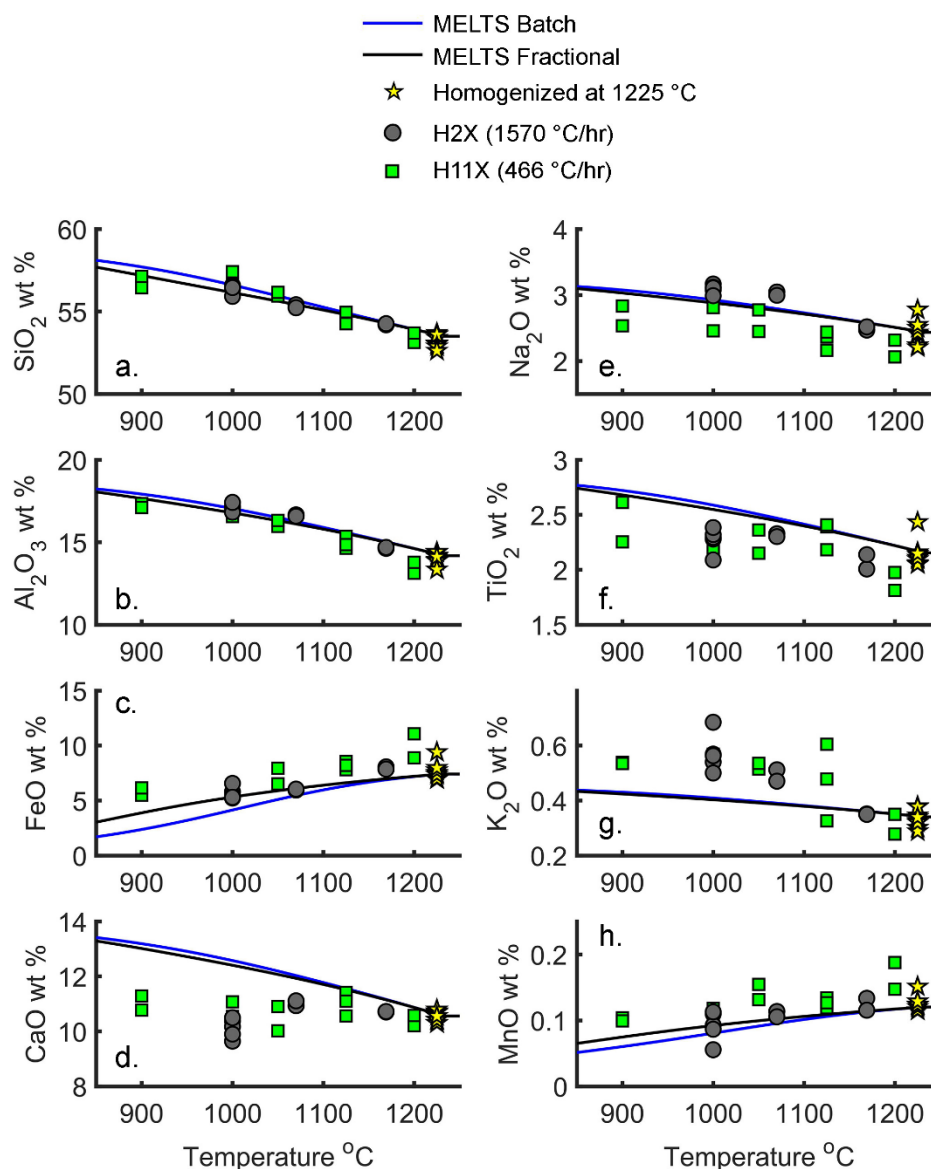 MELTS Batch
MELTS Fractional
Homogenized at 1225 °C
H2X (1570 °C/hr)
H11X (466 °C/hr)
60
55
50
SiO2 wt %
a.
900 1000 1100 1200
4
3
2
Na2O wt %
e.
900 1000 1100 1200
20
15
10
Al2O3 wt %
b.
900 1000 1100 1200
3
2.5
2
1.5
TiO2 wt %
f.
900 1000 1100 1200
15
10
5
0
FeO wt %
c.
900 1000 1100 1200
0.6
0.4
0.2
K2O wt %
g.
900 1000 1100 1200
14
12
10
8
CaO wt %
d.
900 1000 1100 1200
Temperature °C
0.2
0.1
0
MnO wt %
h.
900 1000 1100 1200
Temperature °C